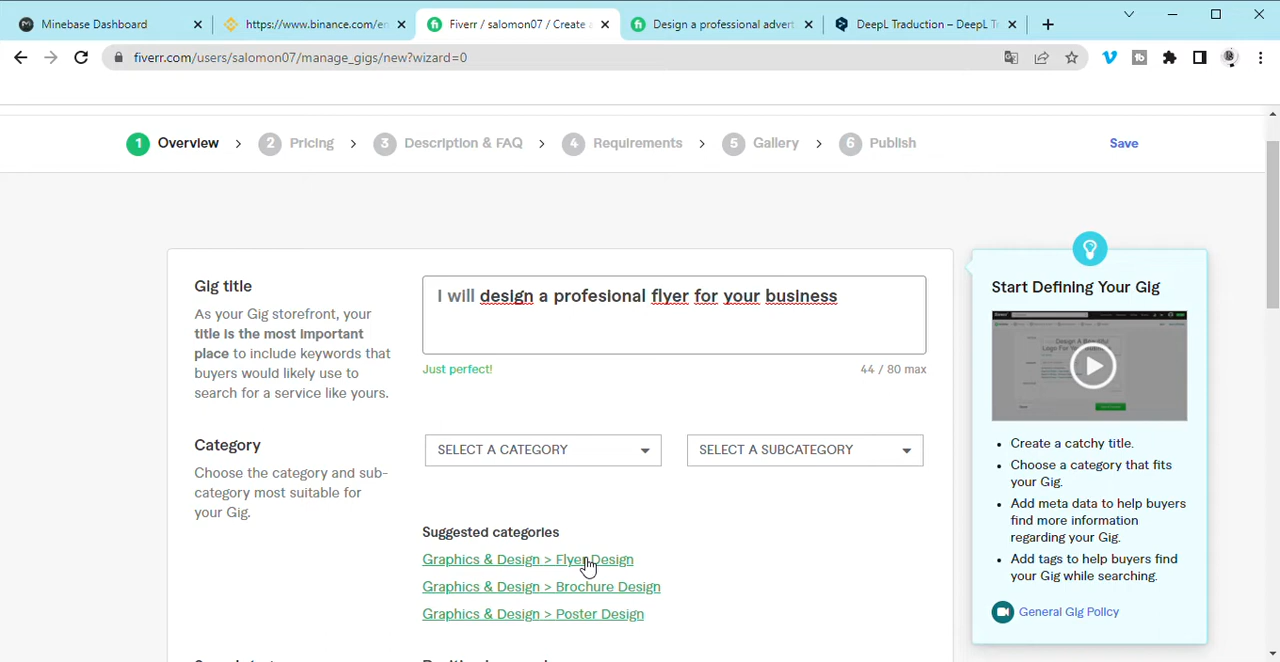 Minebase Dashboard
https://www.binance.com/en
Fiverr / salomon07 / Create a
Design a professional advert
DeepL Traduction – DeepL Tr
fiverr.com/users/salomon07/manage_gigs/new?wizard=0
1 Overview > 2 Pricing > 3 Description & FAQ > 4 Requirements > 5 Gallery > 6 Publish
Save
Gig title
As your Gig storefront, your
title is the most important
place to include keywords that
buyers would likely use to
search for a service like yours.
I will design a profesional flyer for your business
Just perfect!
44 / 80 max
Category
Choose the category and sub-
category most suitable for
your Gig.
SELECT A CATEGORY
SELECT A SUBCATEGORY
Suggested categories
Graphics & Design > Flyer Design
Graphics & Design > Brochure Design
Graphics & Design > Poster Design
Start Defining Your Gig
• Create a catchy title.
• Choose a category that fits
your Gig.
• Add meta data to help buyers
find more information
regarding your Gig.
• Add tags to help buyers find
your Gig while searching.
General Gig Policy